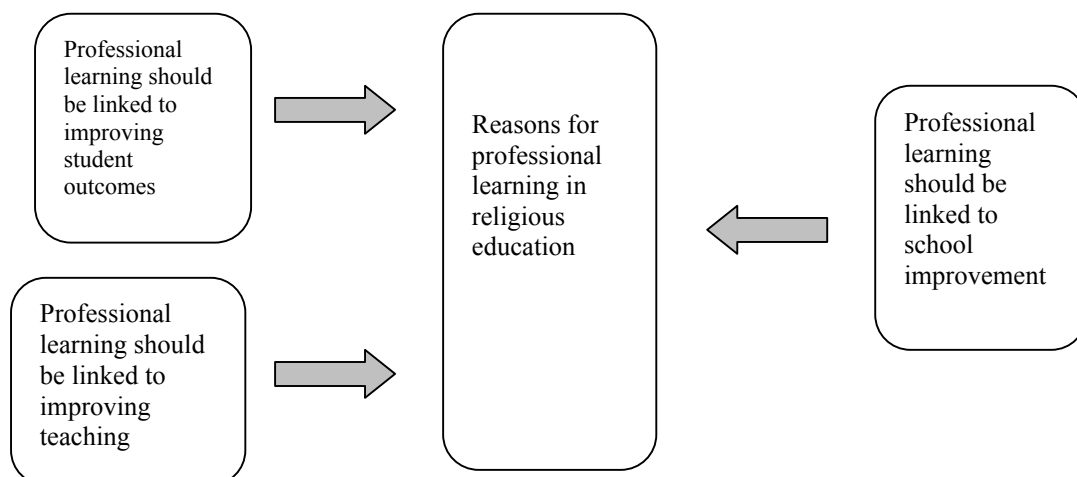 Professional
learning should
be linked to
improving
student
outcomes
Professional
learning should
be linked to
improving
teaching
Reasons for
professional
learning in
religious
education
Professional
learning
should be
linked to
school
improvement